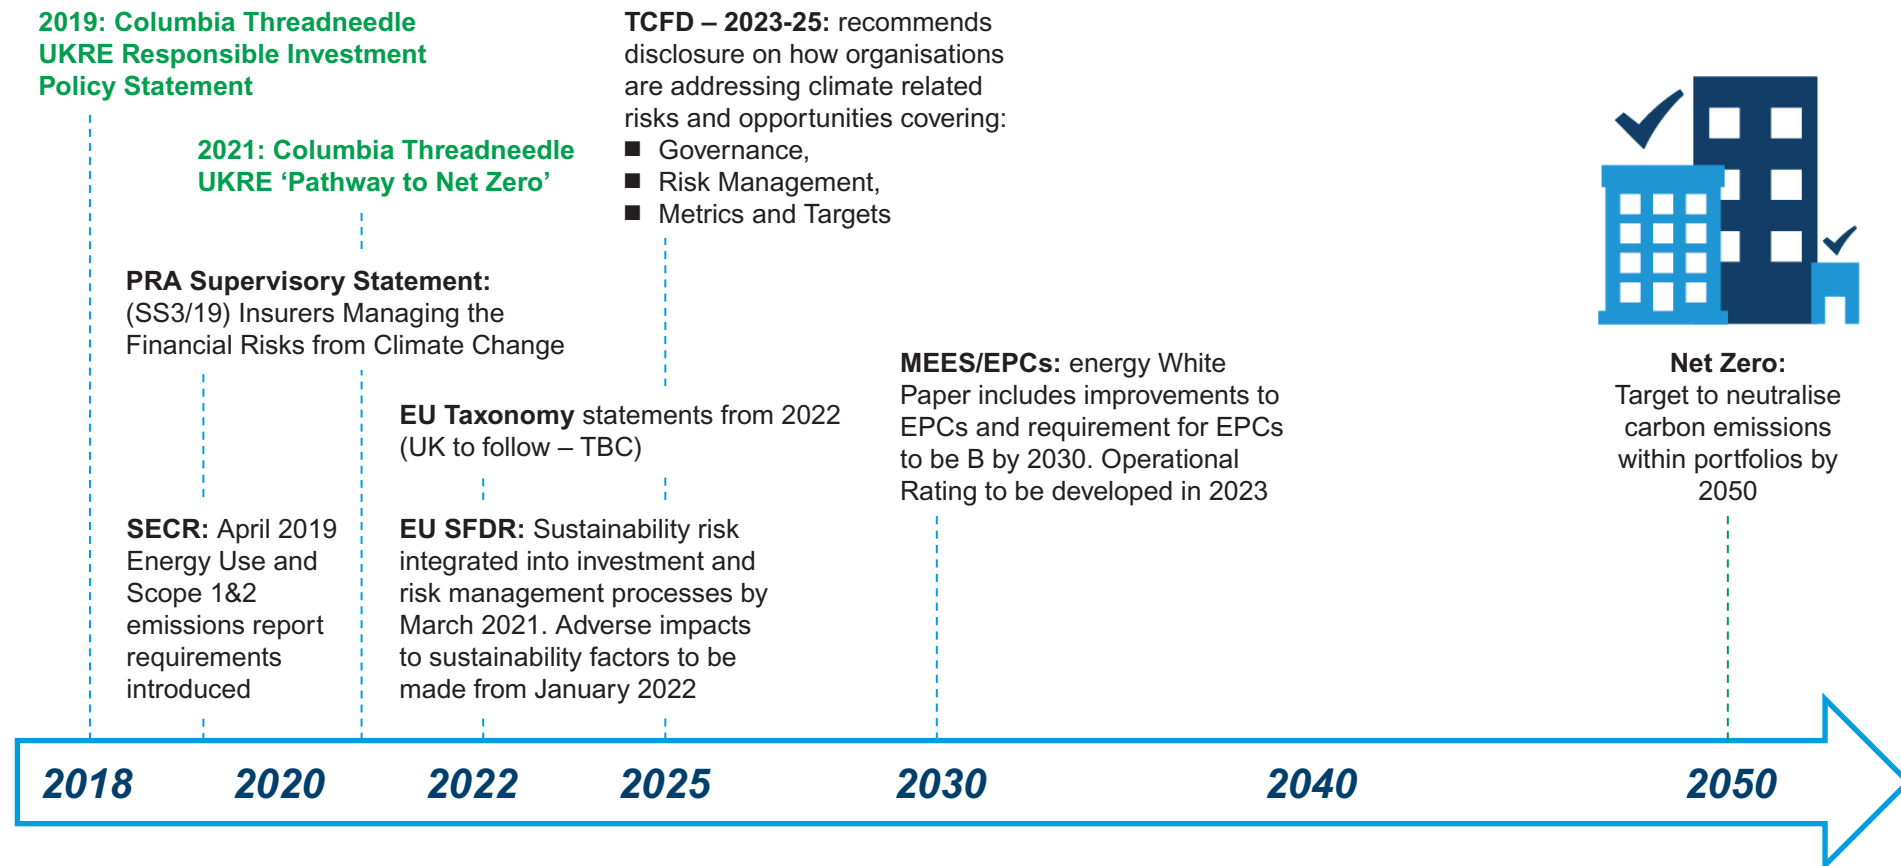 2019: Columbia Threadneedle
UKRE Responsible Investment
Policy Statement
2021: Columbia Threadneedle
UKRE ‘Pathway to Net Zero’
TCFD – 2023-25: recommends
disclosure on how organisations
are addressing climate related
risks and opportunities covering:
■ Governance,
■ Risk Management,
■ Metrics and Targets
PRA Supervisory Statement:
(SS3/19) Insurers Managing the
Financial Risks from Climate Change
EU Taxonomy statements from 2022
(UK to follow – TBC)
SECR: April 2019
Energy Use and
Scope 1&2
emissions report
requirements
introduced
EU SFDR: Sustainability risk
integrated into investment and
risk management processes by
March 2021. Adverse impacts
to sustainability factors to be
made from January 2022
MEES/EPCs: energy White
Paper includes improvements to
EPCs and requirement for EPCs
to be B by 2030. Operational
Rating to be developed in 2023
Net Zero:
Target to neutralise
carbon emissions
within portfolios by
2050
2018 2020 2022 2025 2030 2040 2050